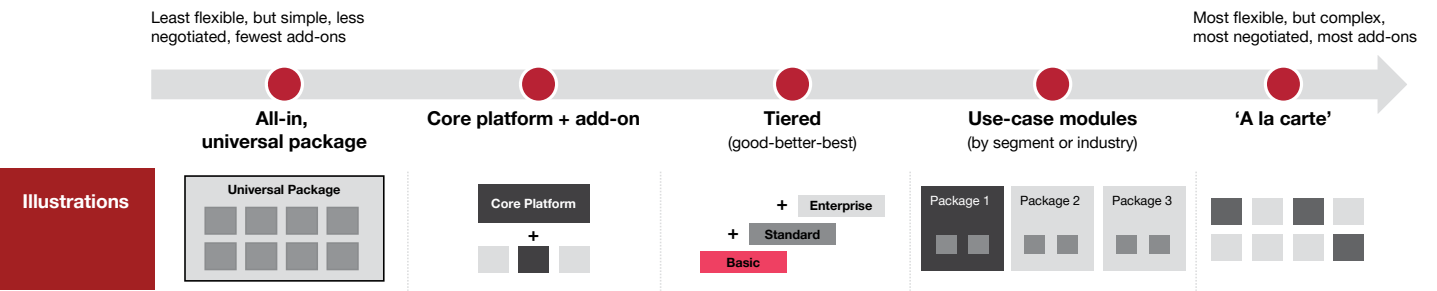 Least flexible, but simple, less
negotiated, fewest add-ons
Most flexible, but complex,
most negotiated, most add-ons
All-in,
universal package
Core platform + add-on
Tiered
(good-better-best)
Use-case modules
(by segment or industry)
‘A la carte’
Illustrations
Universal Package
Core Platform
+
+ Enterprise
+ Standard
Basic
Package 1
Package 2
Package 3